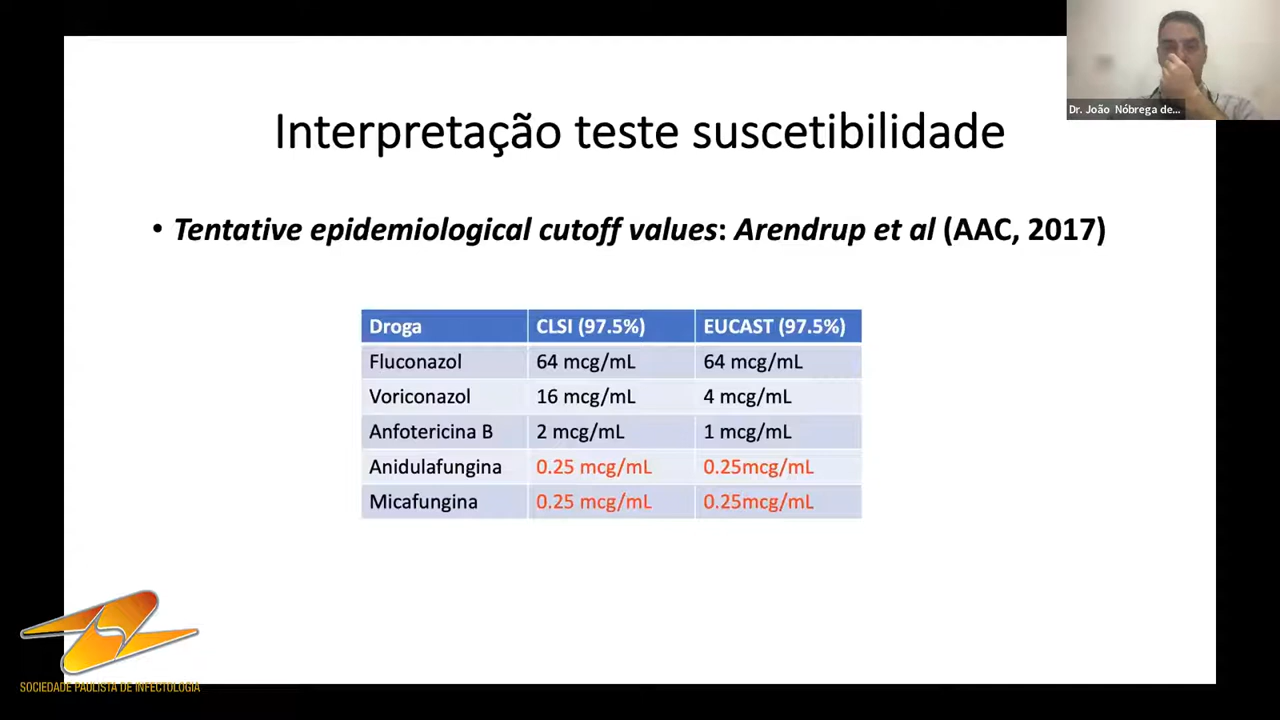 Dr. João Nóbrega de...
Interpretação teste suscetibilidade
• Tentative epidemiological cutoff values: Arendrup et al (AAC, 2017)
Droga CLSI (97.5%) EUCAST (97.5%)
Fluconazol 64 mcg/mL 64 mcg/mL
Voriconazol 16 mcg/mL 4 mcg/mL
Anfotericina B 2 mcg/mL 1 mcg/mL
Anidulafungina 0.25 mcg/mL 0.25mcg/mL
Micafungina 0.25 mcg/mL 0.25mcg/mL
SOCIEDADE PAULISTA DE INFECTOLOGIA